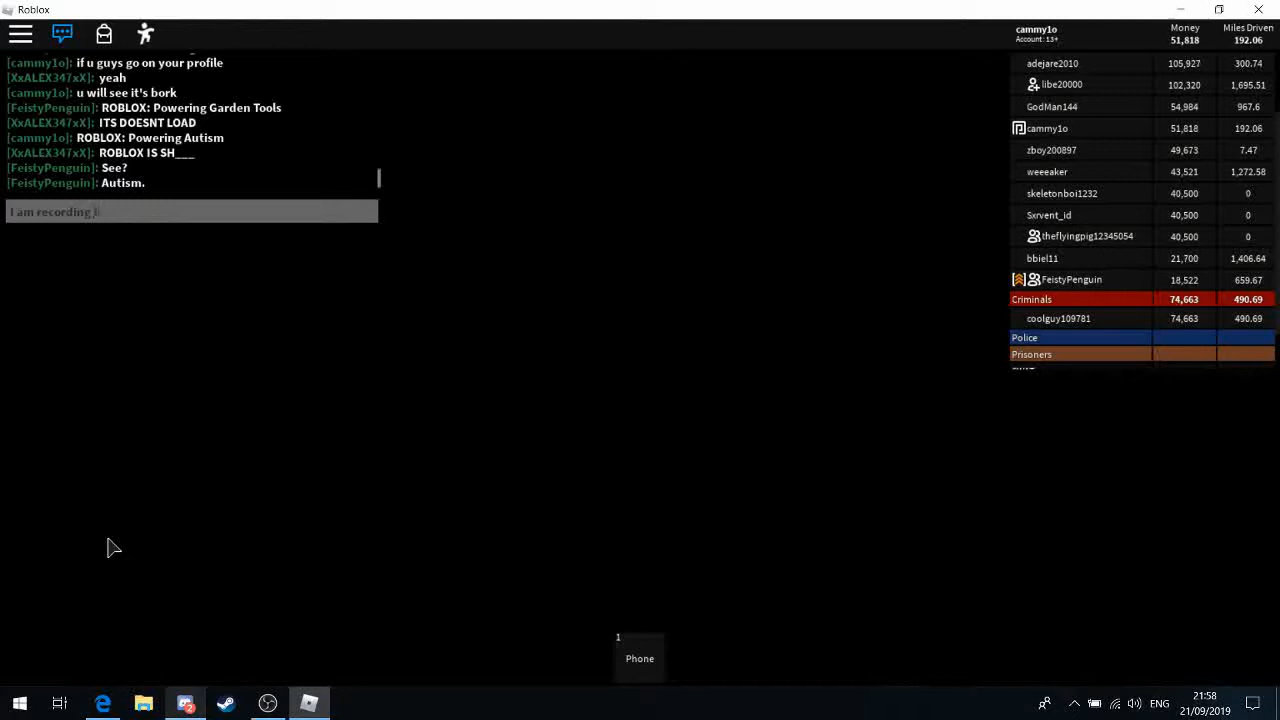 Roblox
[cammy1o]: if u guys go on your profile
[XxALEX347xX]: yeah
[cammy1o]: u will see it's bork
[FeistyPenguin]: ROBLOX: Powering Garden Tools
[XxALEX347xX]: ITS DOESNT LOAD
[cammy1o]: ROBLOX: Powering Autism
[XxALEX347xX]: ROBLOX IS SH___
[FeistyPenguin]: See?
[FeistyPenguin]: Autism.
I am recording
cammy1o Money Miles Driven
Account: 13+ 51,818 192.06
adejare2010 105,927 300.74
libe20000 102,320 1,695.51
GodMan144 54,984 967.6
cammy1o 51,818 192.06
zboy200897 49,673 7.47
weeeaker 43,521 1,272.58
skeletonboi1232 40,500 0
Sxrvent_id 40,500 0
theflyingpig12345054 40,500 0
bbiel11 21,700 1,406.64
FeistyPenguin 18,522 659.67
Criminals 74,663 490.69
coolguy109781 74,663 490.69
Police
Prisoners
1
Phone
2
ENG
21:58
21/09/2019